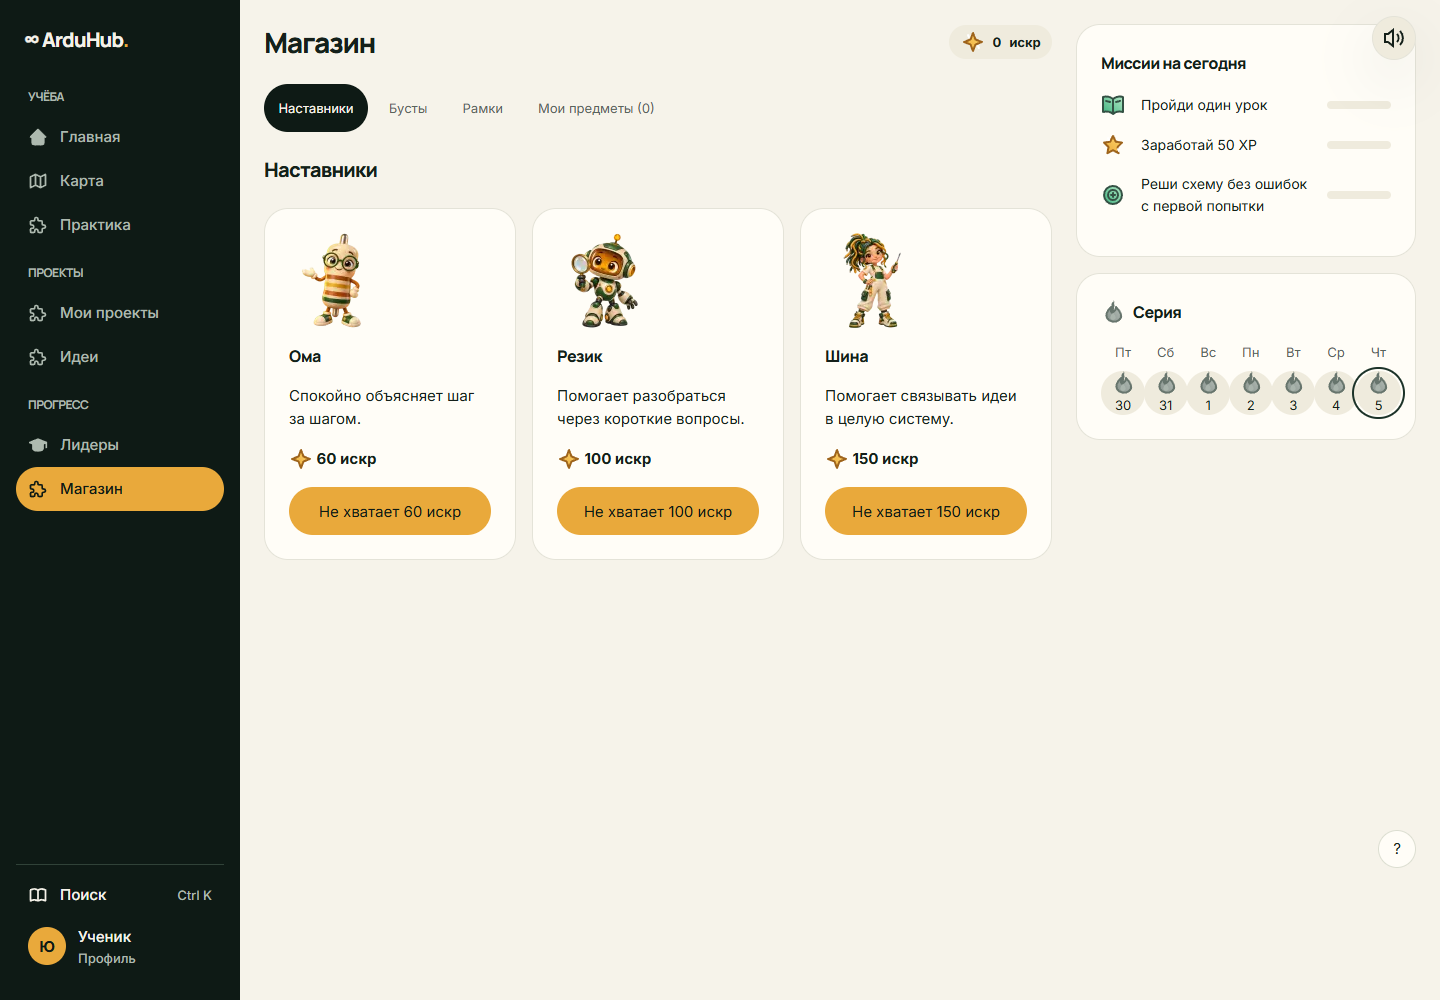 ArduHub.
УЧЁБА
Главная
Карта
Практика
ПРОЕКТЫ
Мои проекты
Идеи
ПРОГРЕСС
Лидеры
Магазин
Поиск
Ctrl K
Ю
Ученик
Профиль
Магазин
0 искр
Наставники
Бусты
Рамки
Мои предметы (0)
Наставники
Ома
Спокойно объясняет шаг
за шагом.
60 искр
Не хватает 60 искр
Резик
Помогает разобраться
через короткие вопросы.
100 искр
Не хватает 100 искр
Шина
Помогает связывать идеи
в целую систему.
150 искр
Не хватает 150 искр
Миссии на сегодня
Пройди один урок
Заработай 50 XP
Реши схему без ошибок
с первой попытки
Серия
Пт Сб Вс Пн Вт Ср Чт
30 31 1 2 3 4 5
?